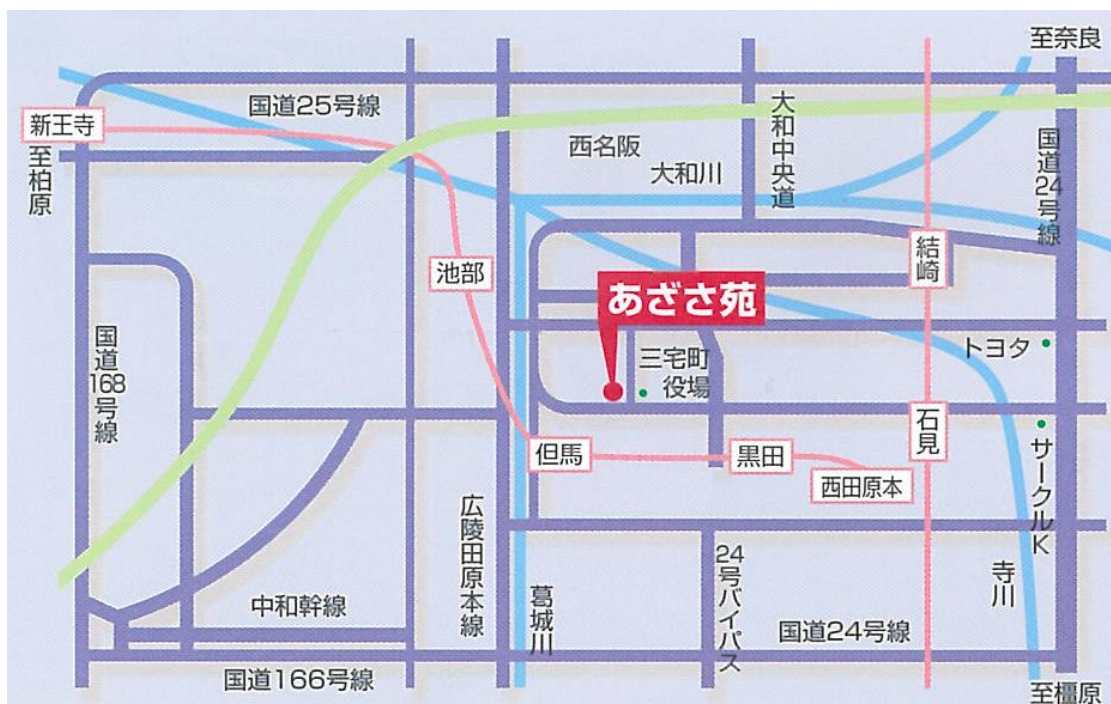 至奈良
国道25号線
新王寺
至柏原
西名阪
大和川
大和中央道
国道24号線
池部
結崎
あざさ苑
国道168号線
三宅町
役場
トヨタ
石見
但馬
黒田
西田原本
サークルK
広陵田原本線
葛城川
24号バイパス
寺川
中和幹線
国道24号線
国道166号線
至橿原